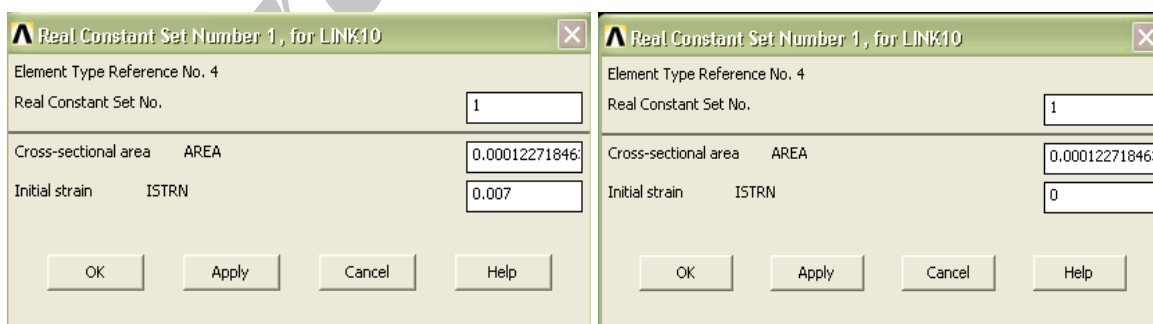 Real Constant Set Number 1, for LINK10
Element Type Reference No. 4
Real Constant Set No. 1
Cross-sectional area AREA 0.00012271846
Initial strain ISTRN 0.007
OK Apply Cancel Help
Real Constant Set Number 1, for LINK10
Element Type Reference No. 4
Real Constant Set No. 1
Cross-sectional area AREA 0.00012271846
Initial strain ISTRN 0
OK Apply Cancel Help